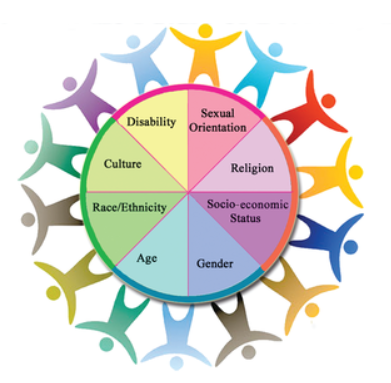 Disability
Sexual
Orientation
Culture
Religion
Race/Ethnicity
Socio-economic
Status
Age
Gender